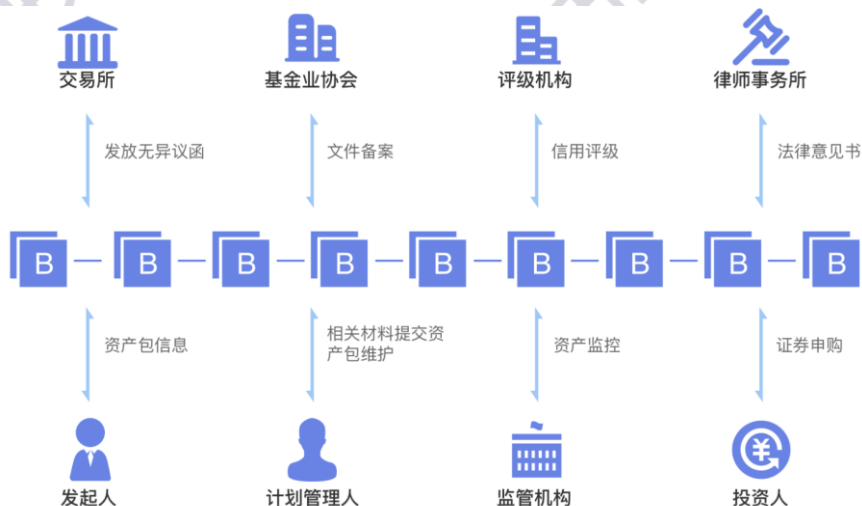 交易所
基金业协会
评级机构
律师事务所
发放无异议函
文件备案
信用评级
法律意见书
B B B B B B B B B
资产包信息
相关材料提交资
产包维护
资产监控
证券申购
发起人
计划管理人
监管机构
投资人